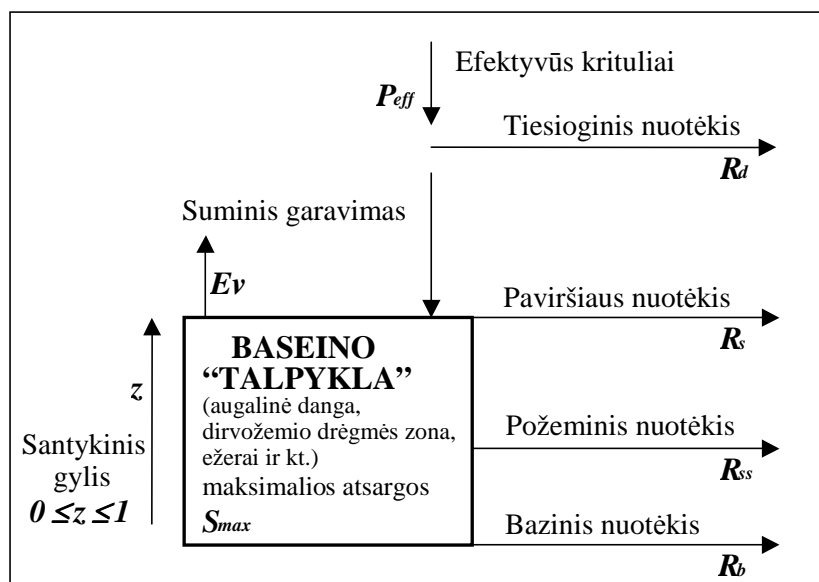 Efektyvūs krituliai
Peff
Tiesioginis nuotėkis
Rd
Suminis garavimas
Ev
Paviršiaus nuotėkis
Rs
BASEINO
“TALPYKLA”
(augalinė danga,
dirvožemio drėgmės zona,
ežerai ir kt.)
maksimalios atsargos
Smax
z
Santykinis
gylis
0 ≤z ≤1
Požeminis nuotėkis
Rss
Bazinis nuotėkis
Rb